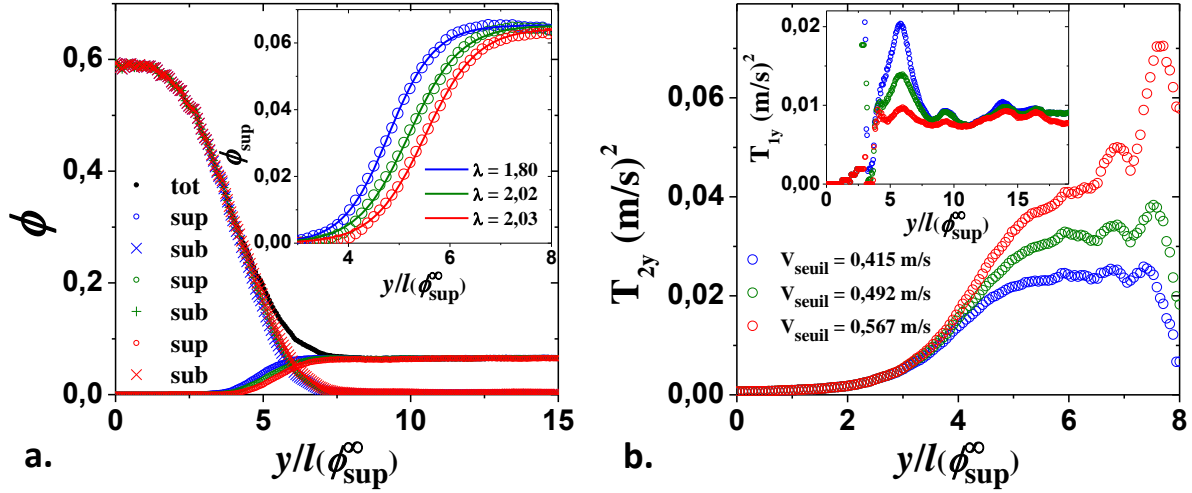 0,6
0,4
0,2
0,0
ϕ
0 5 10 15
y/l(ϕ∞sup)
tot
sup
sub
sup
sub
sup
sub
0,06
0,04
0,02
0,00
ϕsup
4 6 8
y/l(ϕ∞sup)
λ = 1,80
λ = 2,02
λ = 2,03
a.
0,06
0,04
0,02
0,00
T2y (m/s)2
0 2 4 6 8
y/l(ϕ∞sup)
Vseuil = 0,415 m/s
Vseuil = 0,492 m/s
Vseuil = 0,567 m/s
0,02
0,01
0,00
T1y (m/s)2
0 5 10 15
y/l(ϕ∞sup)
b.